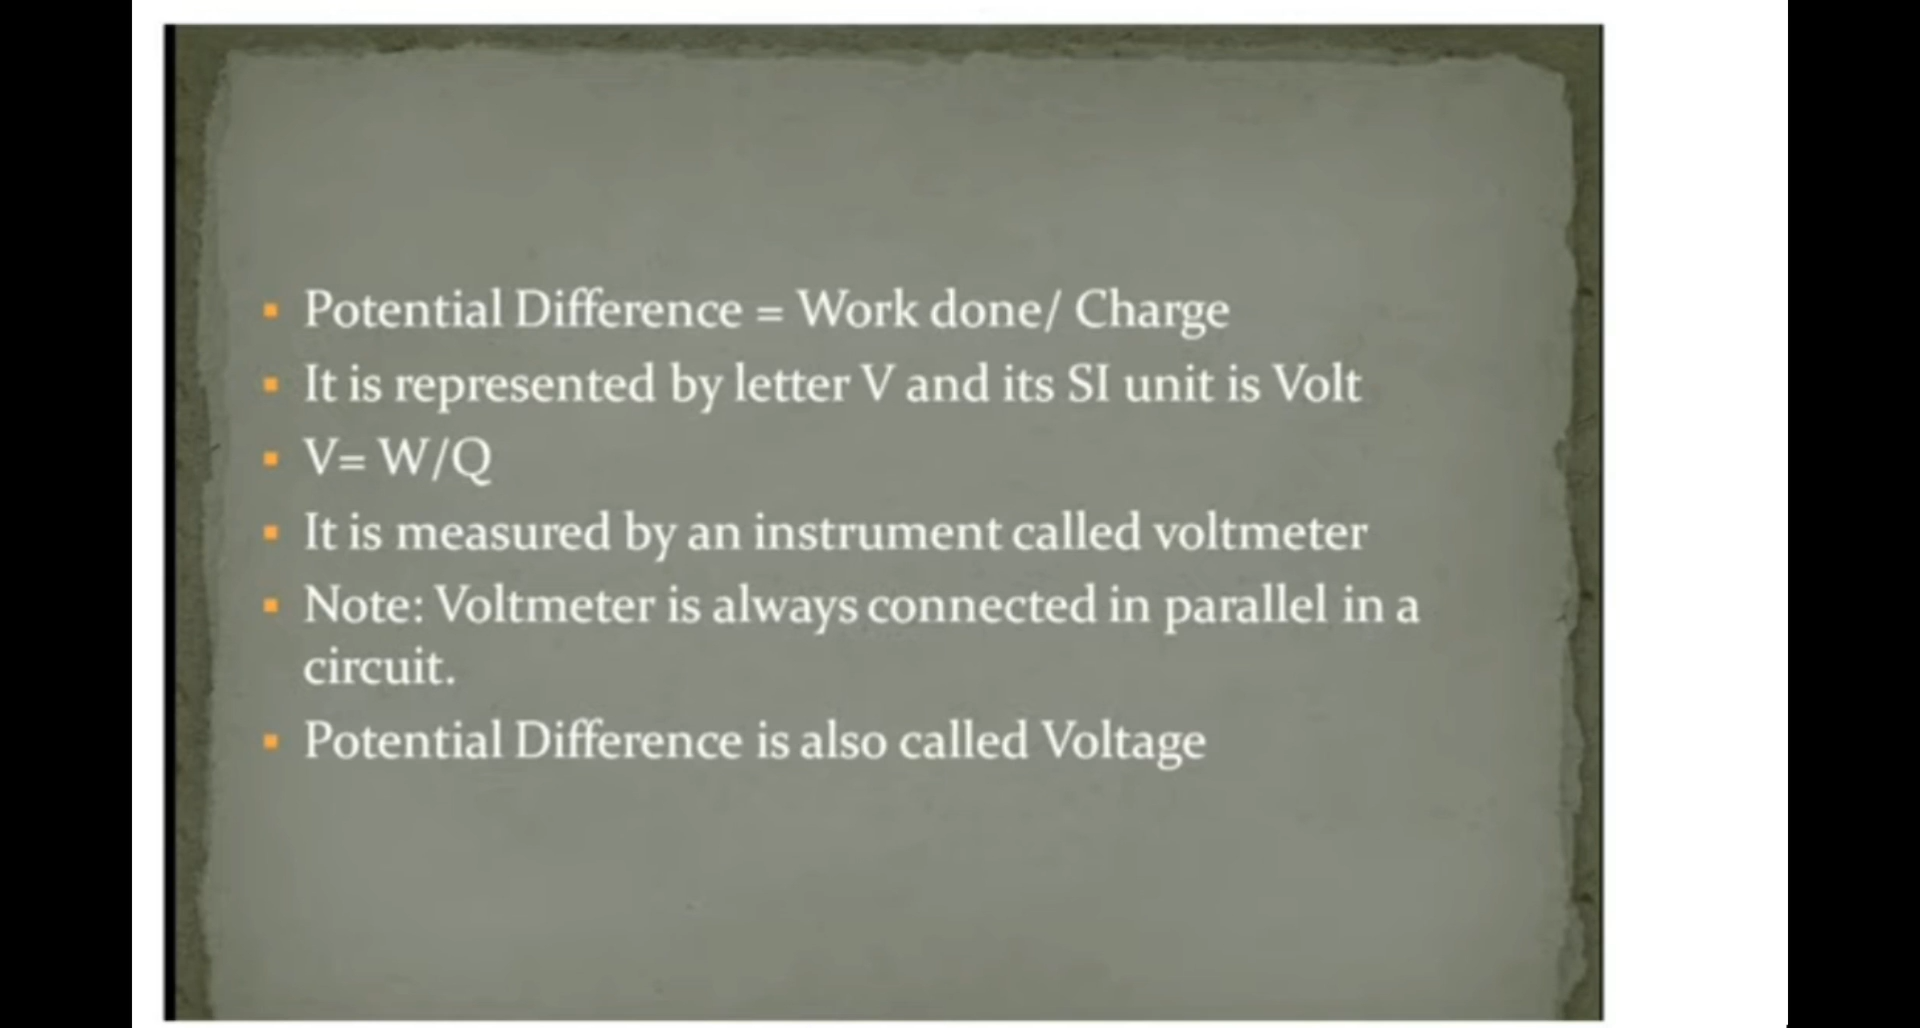 Potential Difference = Work done/ Charge
It is represented by letter V and its SI unit is Volt
V= W/Q
It is measured by an instrument called voltmeter
Note: Voltmeter is always connected in parallel in a
circuit.
Potential Difference is also called Voltage